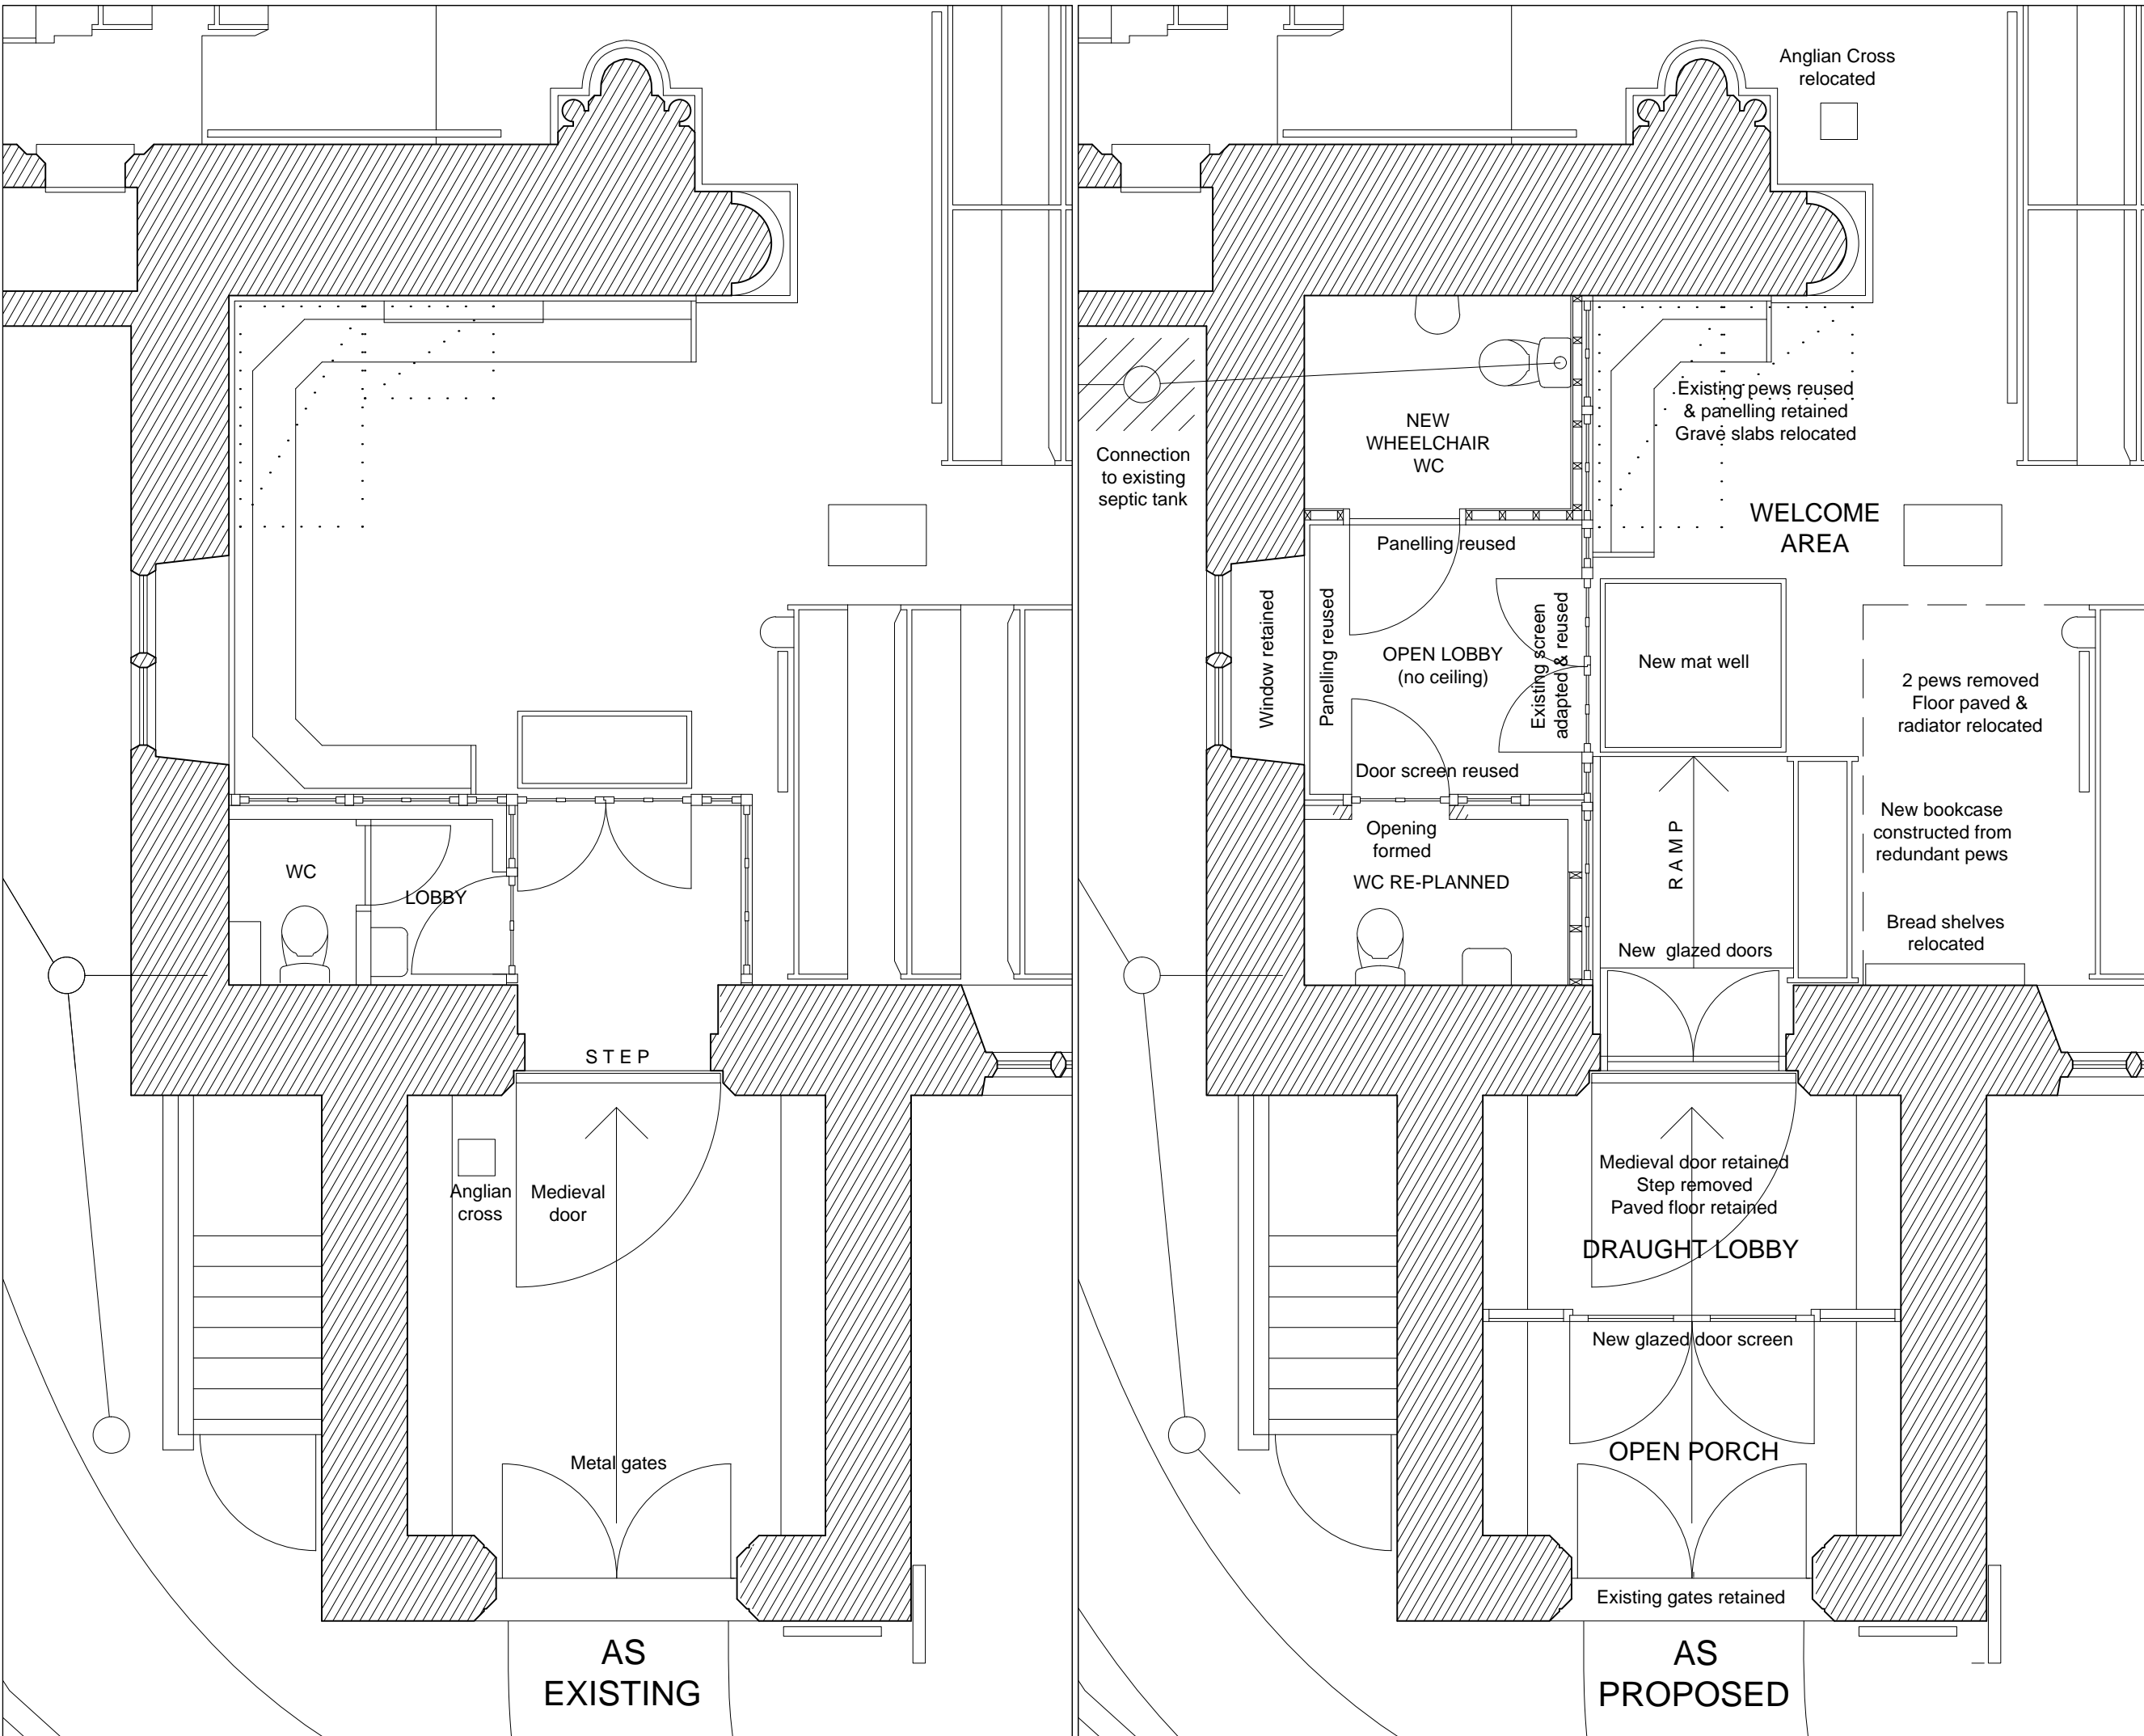 WC
LOBBY
S T E P
Anglian
cross
Medieval
door
Metal gates
AS
EXISTING
Anglian Cross
relocated
Connection
to existing
septic tank
NEW
WHEELCHAIR
WC
Existing pews reused
& panelling retained
Grave slabs relocated
WELCOME
AREA
Panelling reused
Window retained
Panelling reused
OPEN LOBBY
(no ceiling)
Existing screen
adapted & reused
New mat well
2 pews removed
Floor paved &
radiator relocated
Door screen reused
Opening
formed
WC RE-PLANNED
R A M P
New bookcase
constructed from
redundant pews
New glazed doors
Bread shelves
relocated
Medieval door retained
Step removed
Paved floor retained
DRAUGHT LOBBY
New glazed door screen
OPEN PORCH
Existing gates retained
AS
PROPOSED